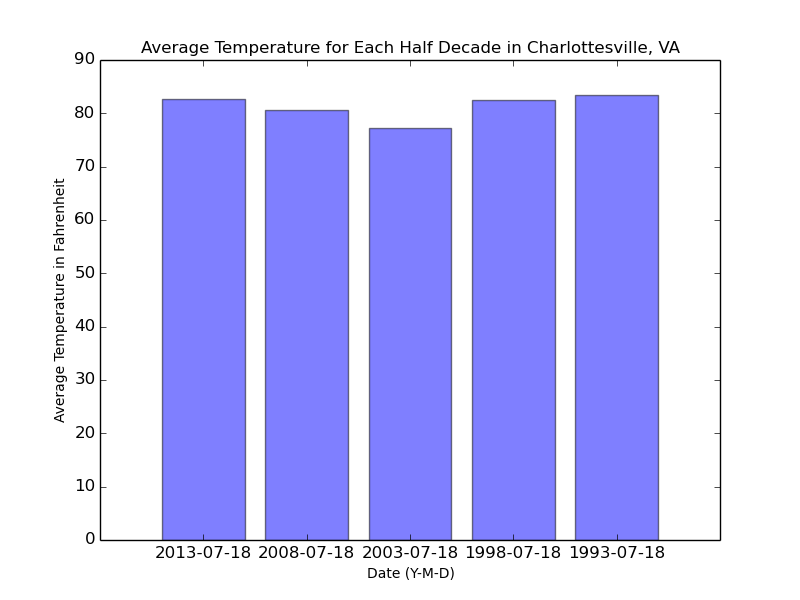 Average Temperature for Each Half Decade in Charlottesville, VA
90
80
70
60
50
40
30
20
10
0
Average Temperature in Fahrenheit
2013-07-18 2008-07-18 2003-07-18 1998-07-18 1993-07-18
Date (Y-M-D)